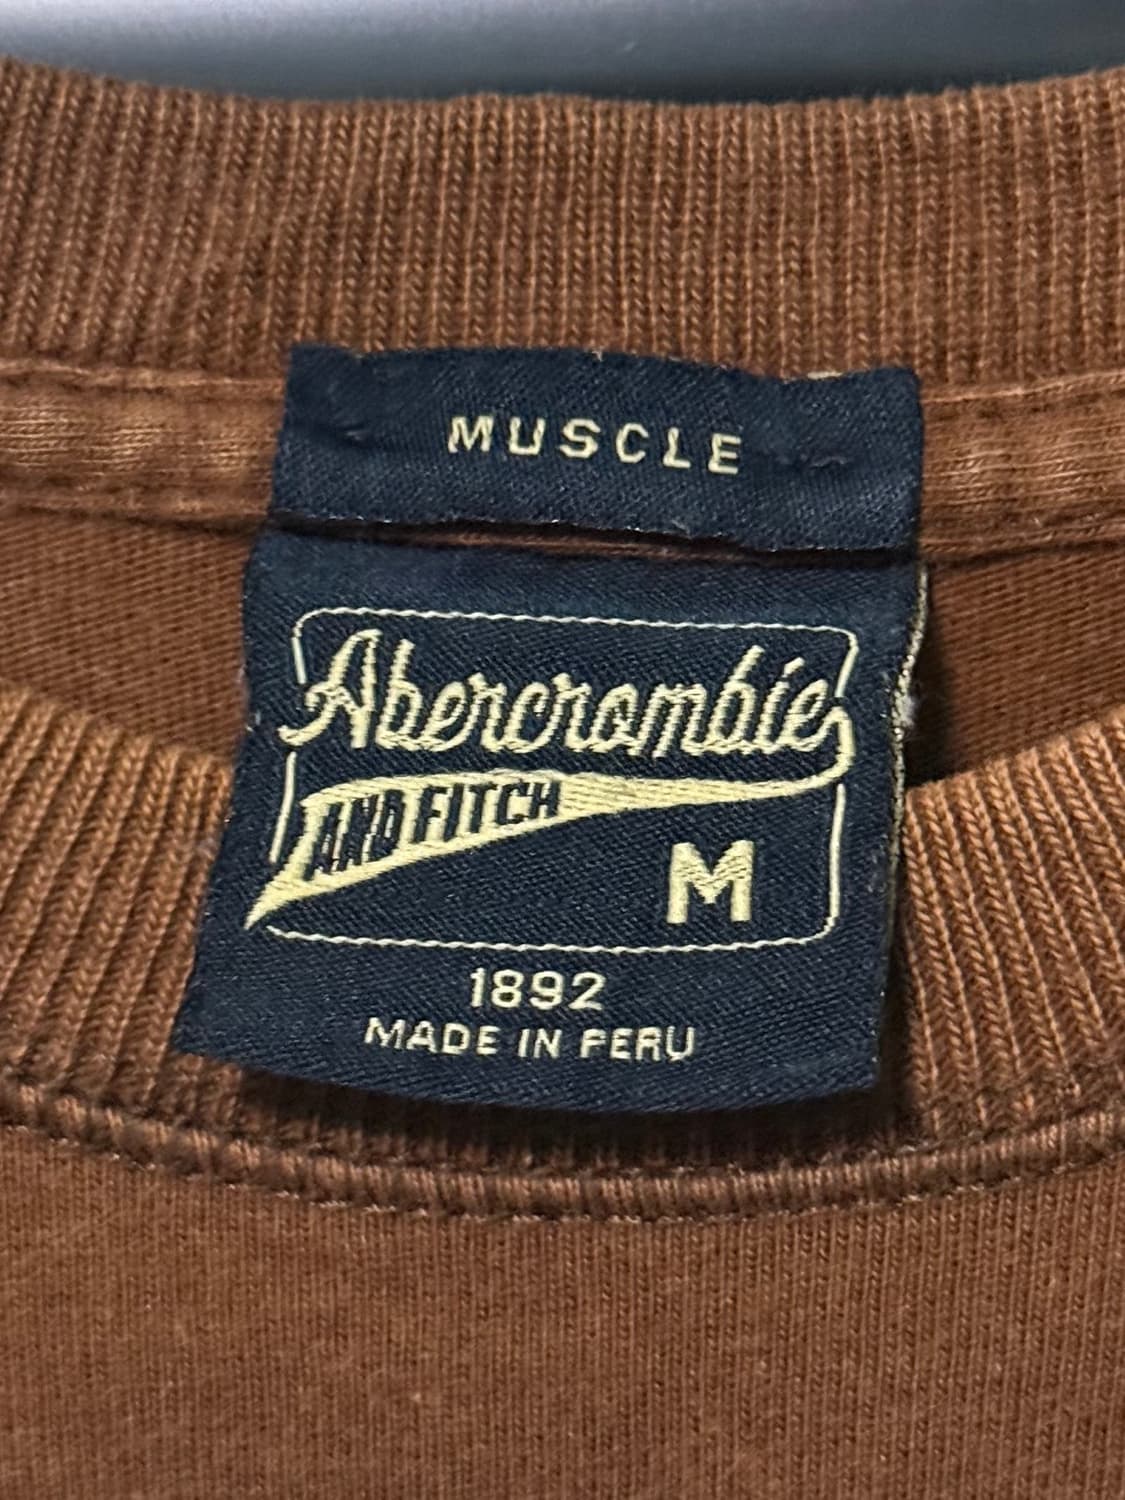 MUSCLE
Abercrombie
AND FITCH
M
1892
MADE IN PERU